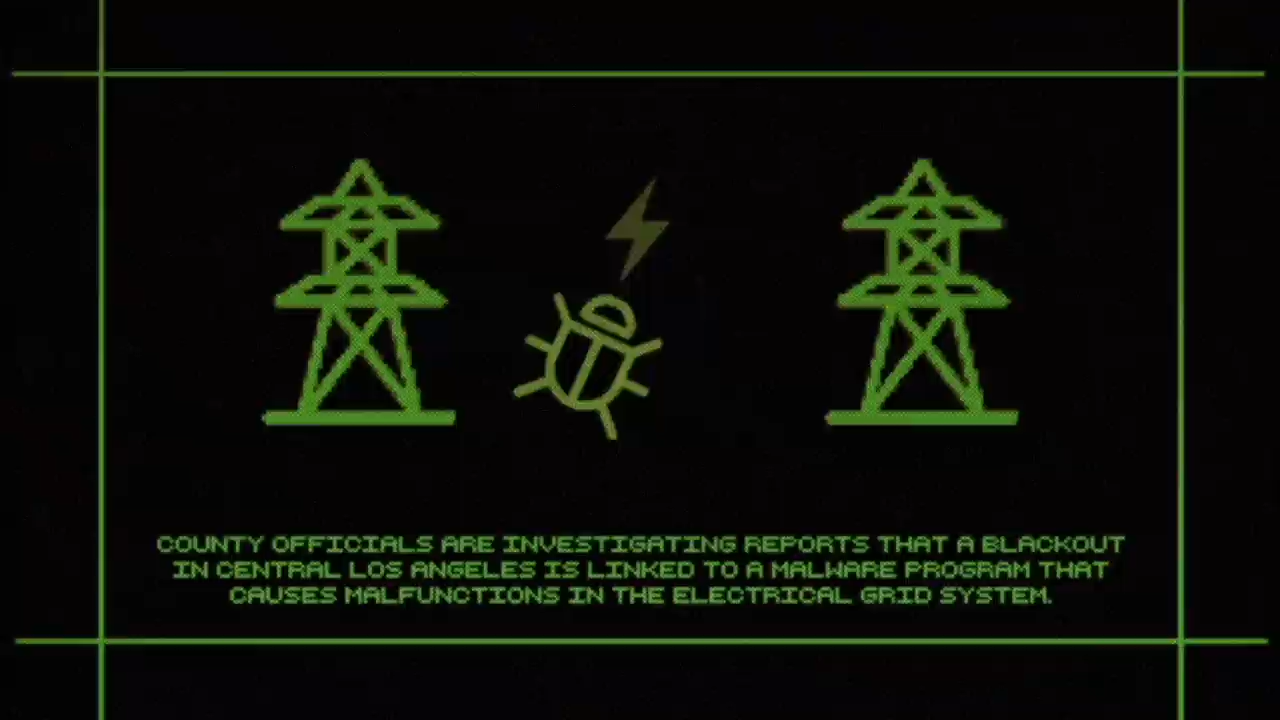 COUNTY OFFICIALS ARE INVESTIGATING REPORTS THAT A BLACKOUT
IN CENTRAL LOS ANGELES IS LINKED TO A MALWARE PROGRAM THAT
CAUSES MALFUNCTIONS IN THE ELECTRICAL GRID SYSTEM.